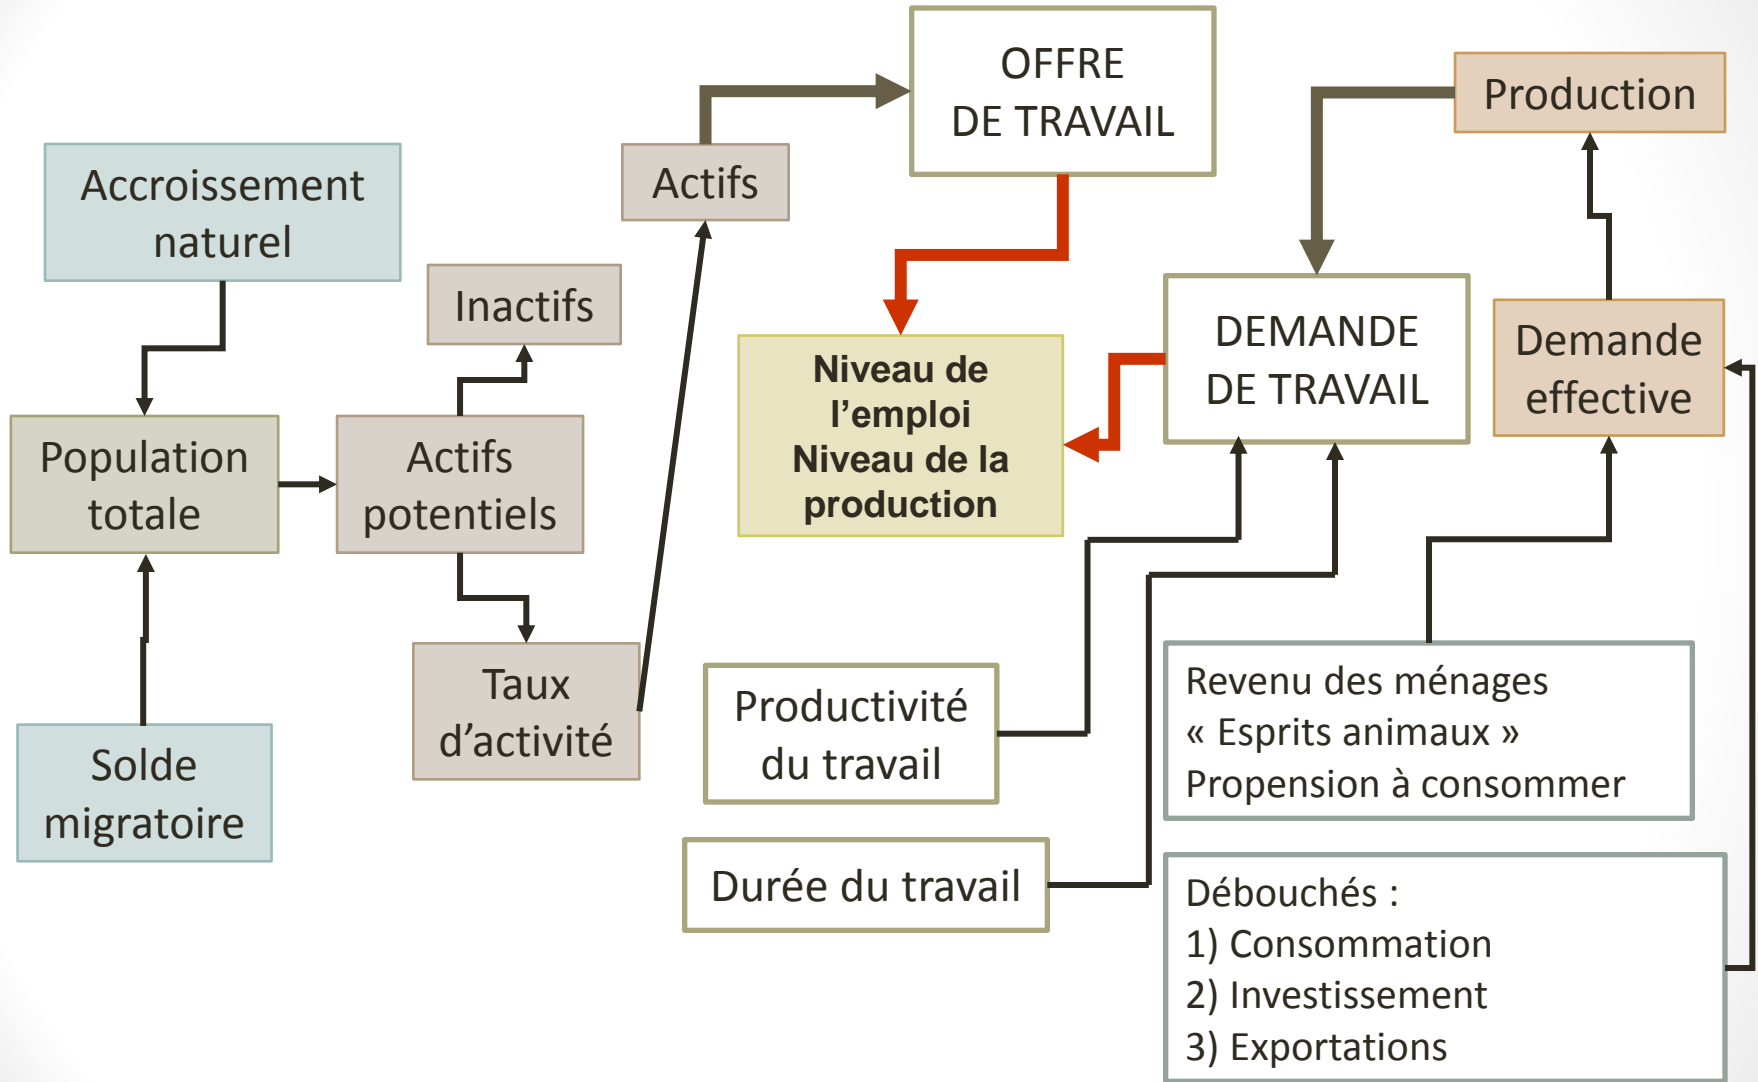 OFFRE
DE TRAVAIL
Production
Accroissement
naturel
Actifs
Inactifs
DEMANDE
DE TRAVAIL
Demande
effective
Niveau de
l’emploi
Niveau de la
production
Population
totale
Actifs
potentiels
Taux
d’activité
Solde
migratoire
Productivité
du travail
Durée du travail
Revenu des ménages
« Esprits animaux »
Propension à consommer
Débouchés :
1) Consommation
2) Investissement
3) Exportations